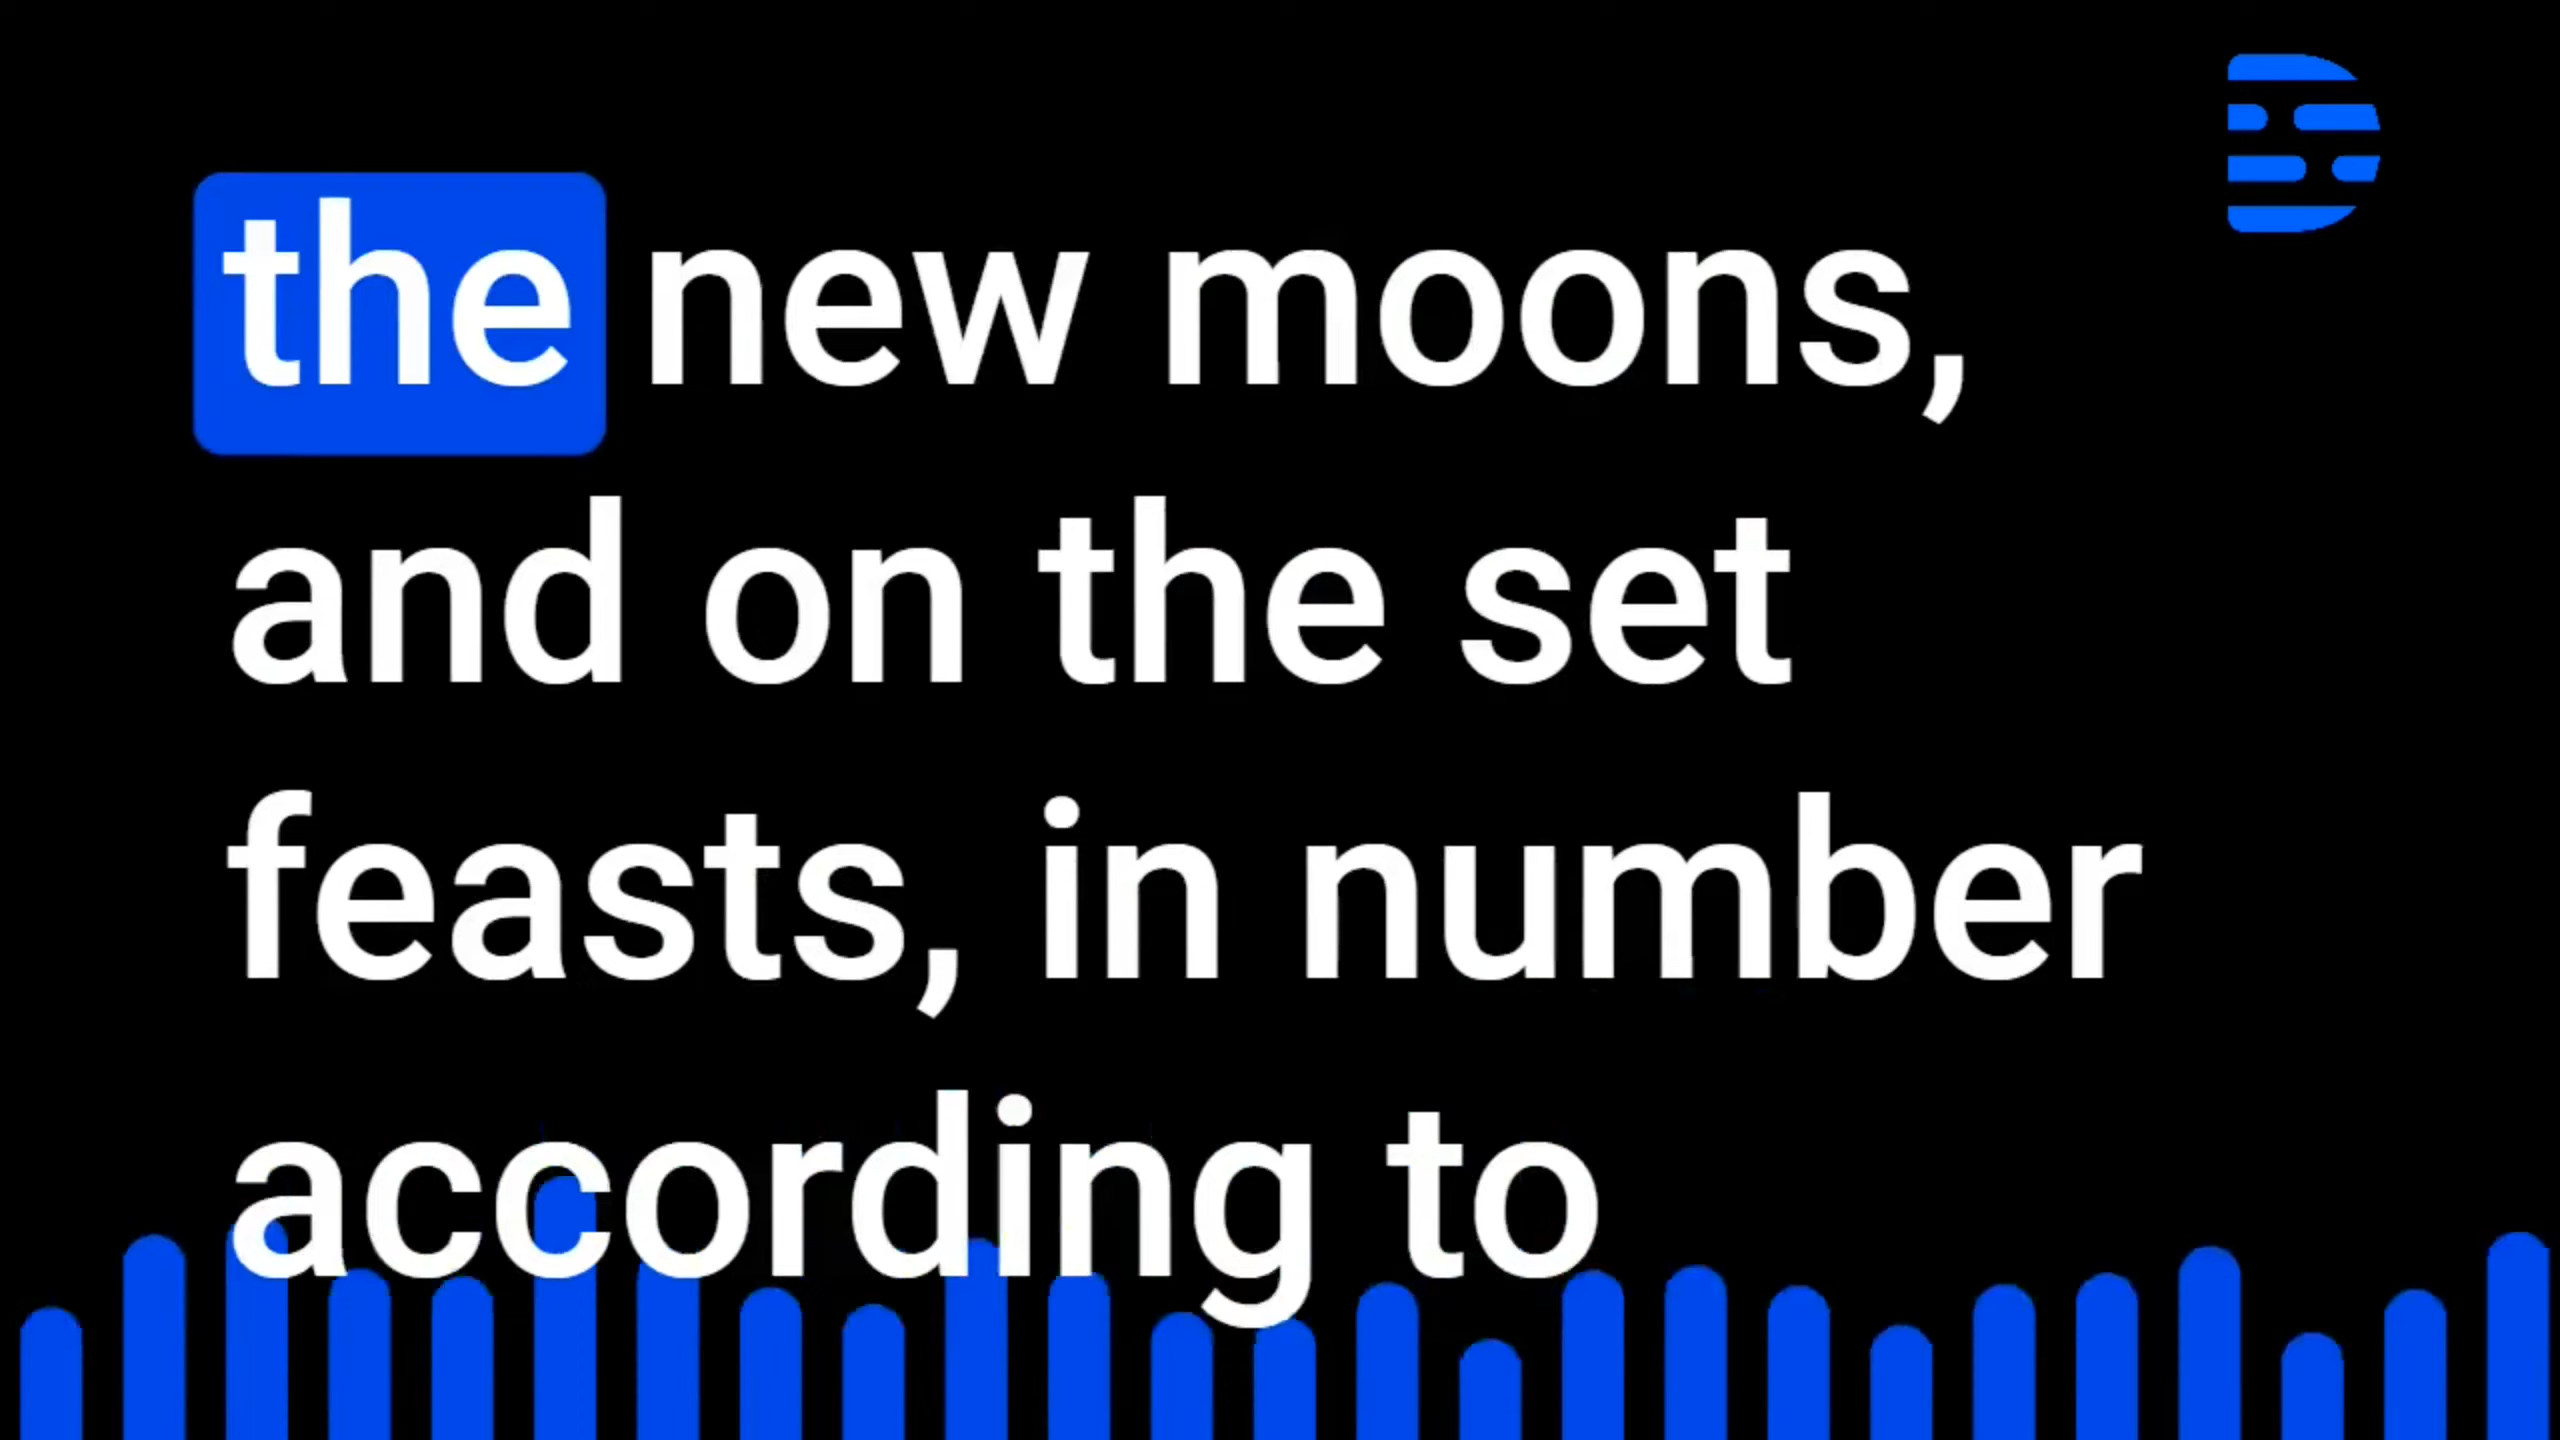 the new moons,
and on the set
feasts, in number
according to